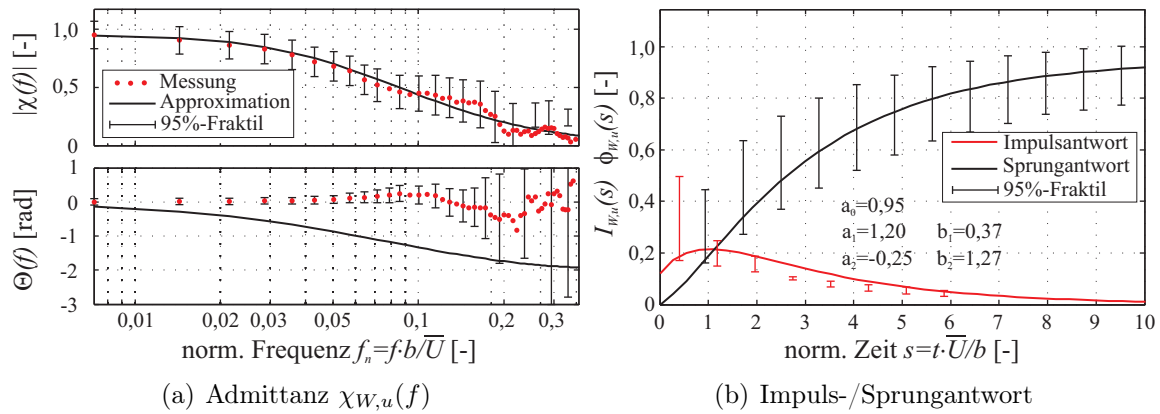 |χ(f)| [-]
1,0
0,5
0
Messung
Approximation
95%-Fraktil
Θ(f) [rad]
1
0
-1
-2
-3
0,01 0,02 0,03 0,05 0,1 0,2 0,3
norm. Frequenz fₙ=f·b/U̅ [-]
(a) Admittanz χW,u(f)
I_W,u(s) ϕ_W,u(s) [-]
1,0
0,8
0,6
0,4
0,2
0
Impulsantwort
Sprungantwort
95%-Fraktil
a₀=0,95
a₁=1,20 b₁=0,37
a₂=-0,25 b₂=1,27
0 1 2 3 4 5 6 7 8 9 10
norm. Zeit s=t·U̅/b [-]
(b) Impuls-/Sprungantwort